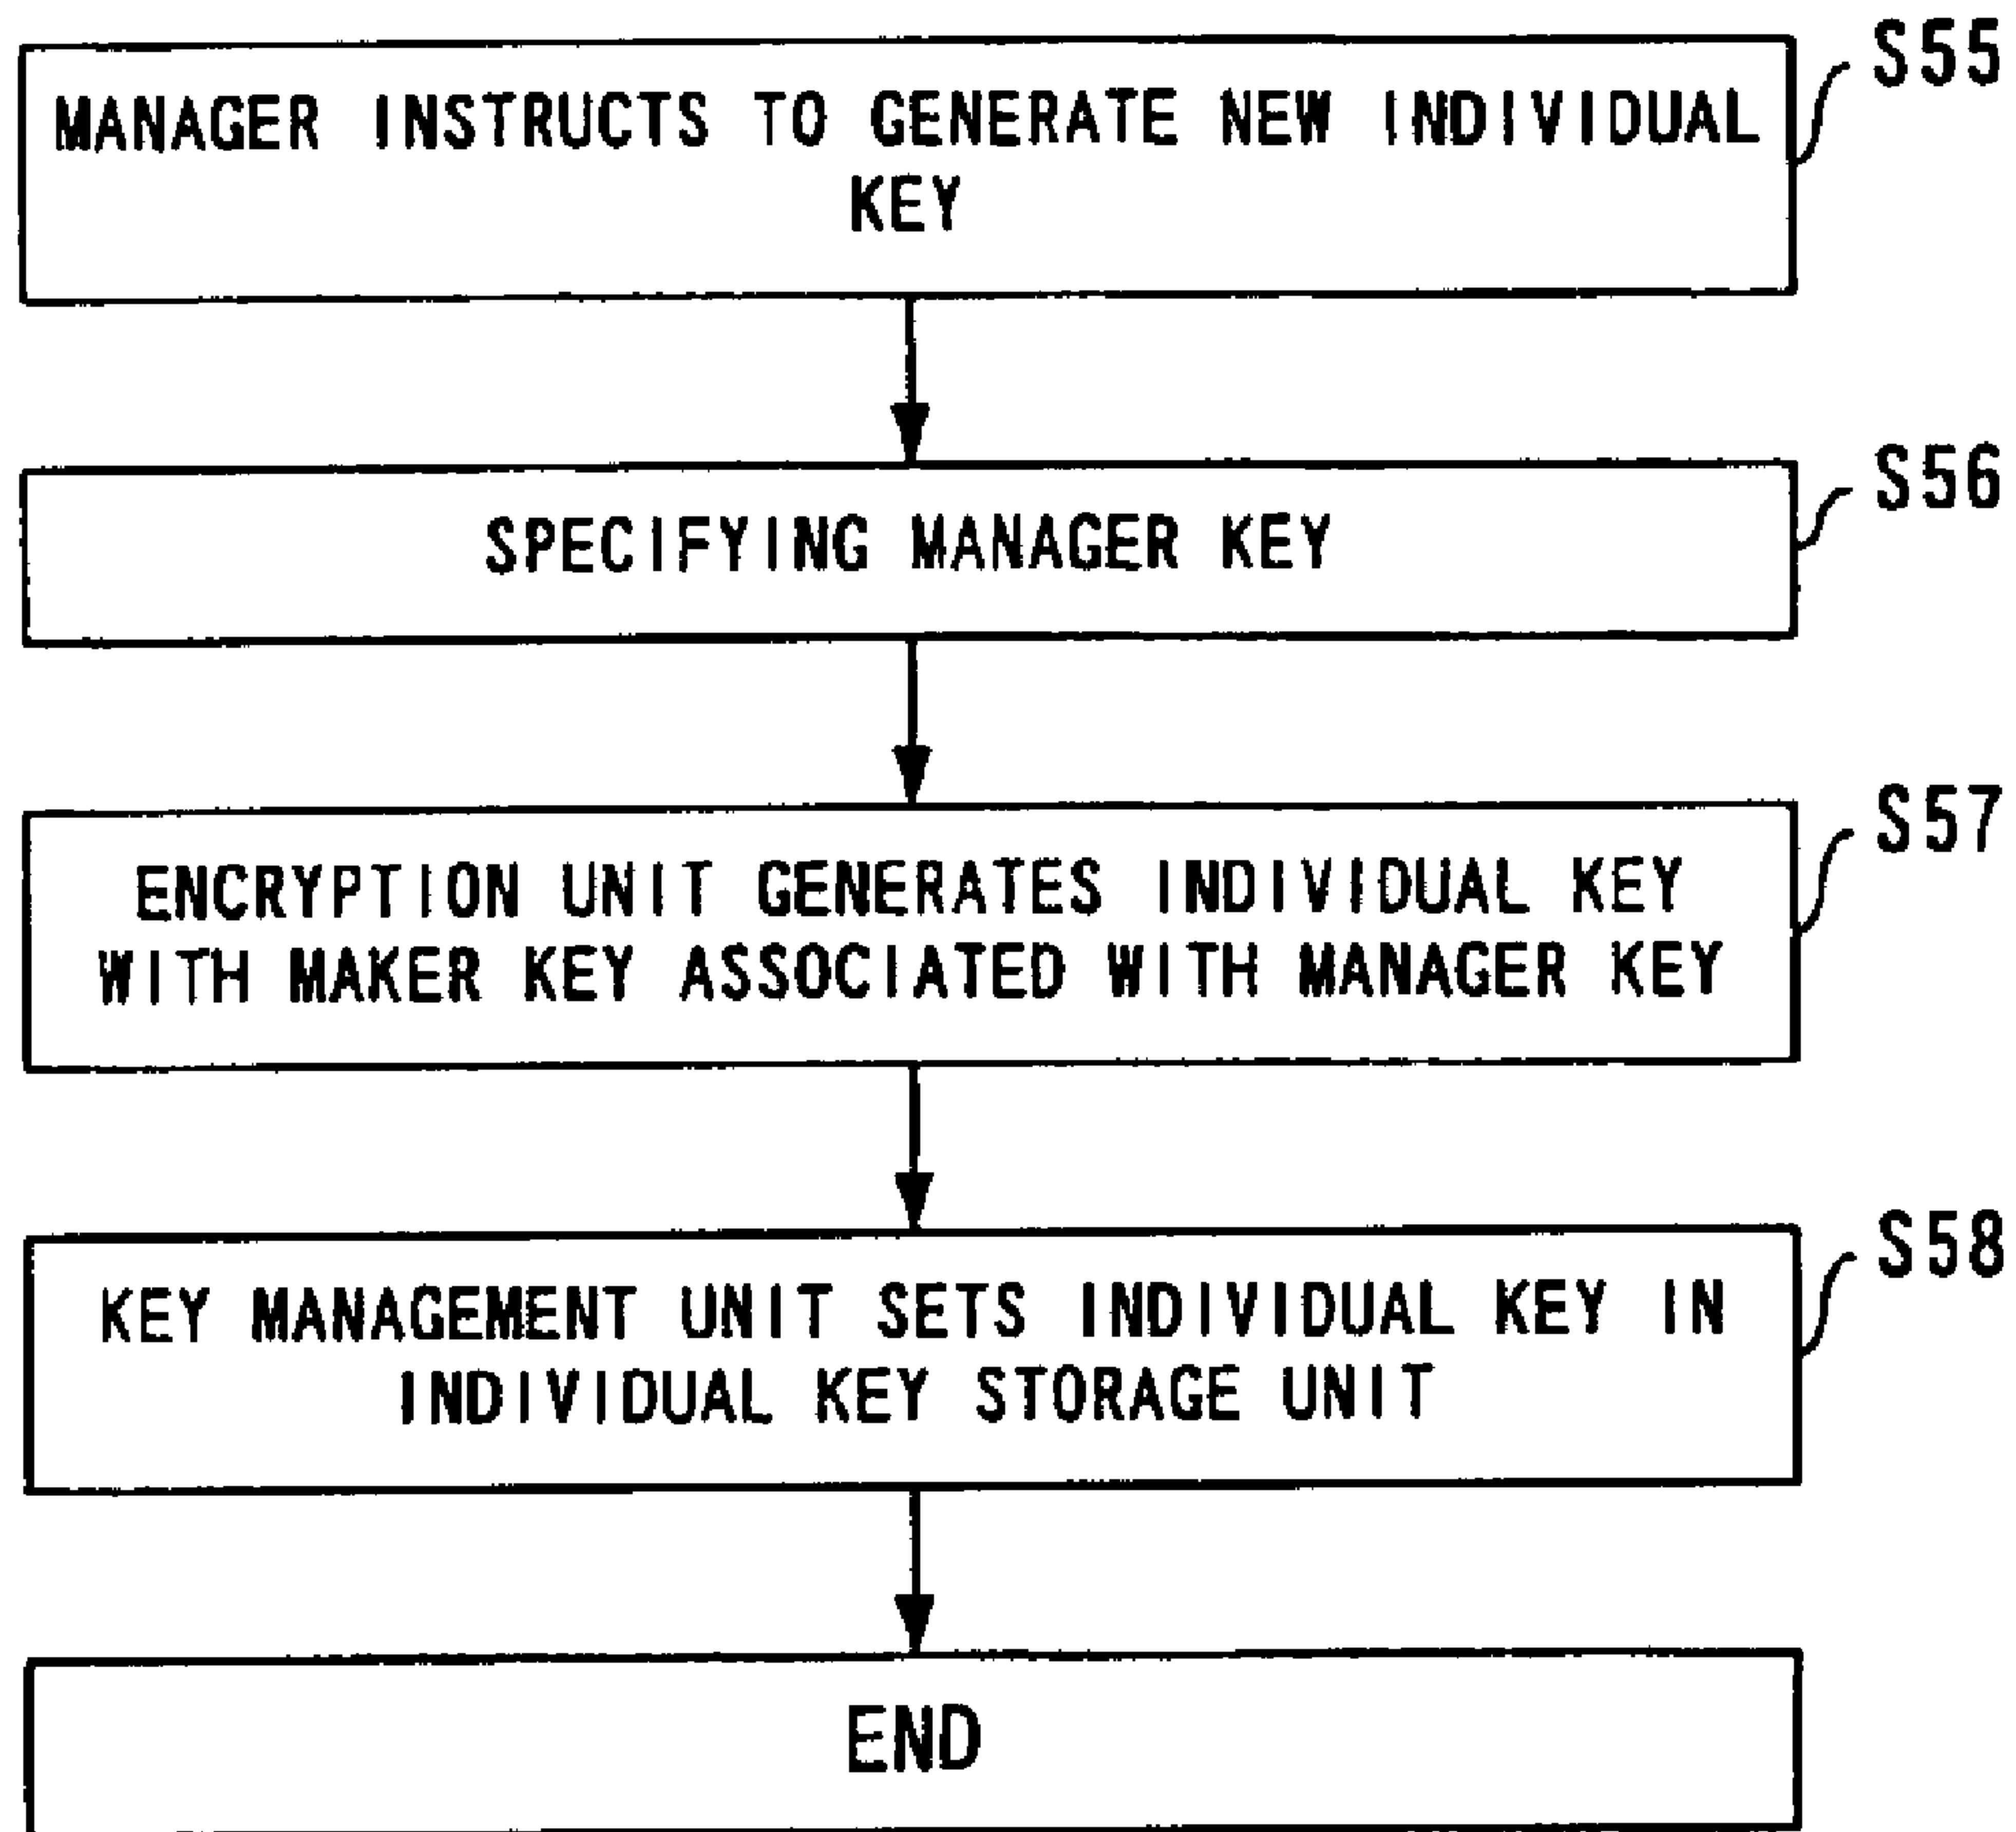 S55
MANAGER INSTRUCTS TO GENERATE NEW INDIVIDUAL
KEY
S56
SPECIFYING MANAGER KEY
S57
ENCRYPTION UNIT GENERATES INDIVIDUAL KEY
WITH MAKER KEY ASSOCIATED WITH MANAGER KEY
S58
KEY MANAGEMENT UNIT SETS INDIVIDUAL KEY IN
INDIVIDUAL KEY STORAGE UNIT
END